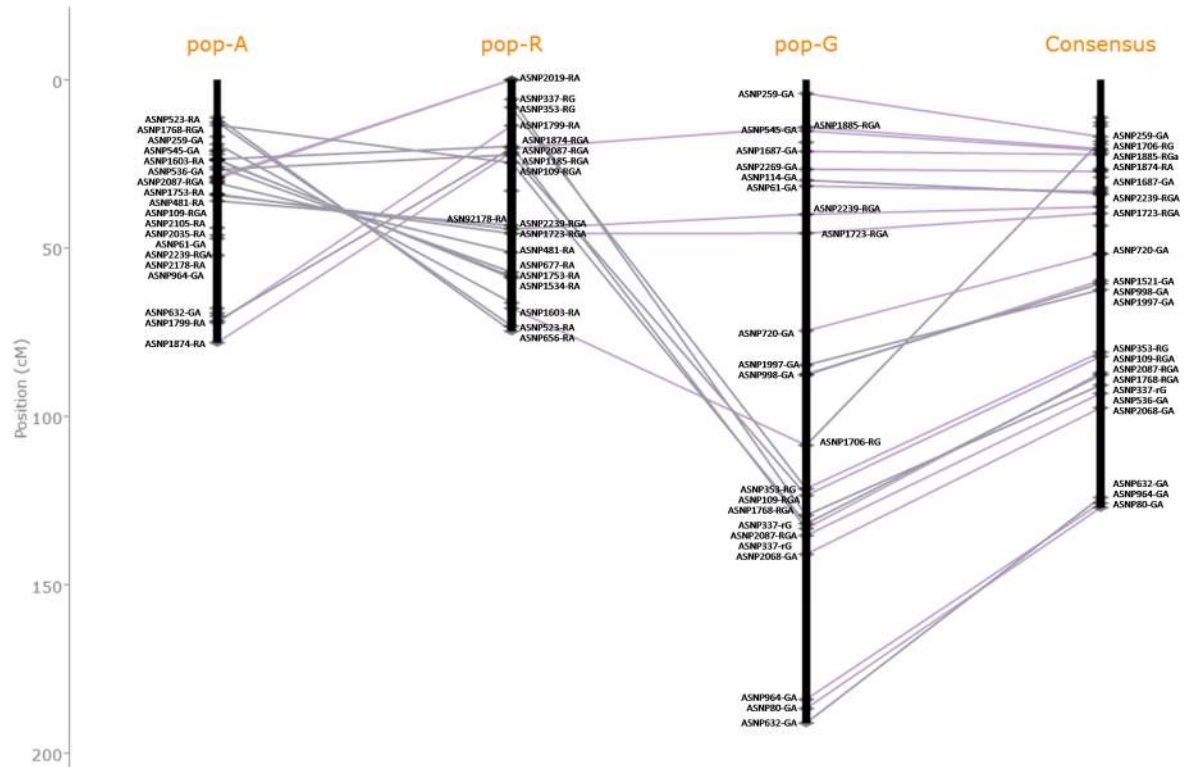 pop-A
pop-R
pop-G
Consensus
Position (cM)
0
50
100
150
200
ASNP523-RA
ASNP1768-RGA
ASNP259-GA
ASNP545-GA
ASNP1603-RA
ASNP536-GA
ASNP2087-RGA
ASNP1753-RA
ASNP481-RA
ASNP109-RGA
ASNP2105-RA
ASNP2035-RA
ASNP61-GA
ASNP2239-RGA
ASNP2178-RA
ASNP964-GA
ASNP632-GA
ASNP1799-RA
ASNP1874-RA
ASNP2019-RA
ASNP337-RG
ASNP353-RG
ASNP1799-RA
ASNP1874-RGA
ASNP2087-RGA
ASNP1185-RGA
ASNP109-RGA
ASN92178-RA
ASNP2239-RGA
ASNP1723-RGA
ASNP481-RA
ASNP677-RA
ASNP1753-RA
ASNP1534-RA
ASNP1603-RA
ASNP523-RA
ASNP656-RA
ASNP259-GA
ASNP1885-RGA
ASNP545-GA
ASNP1687-GA
ASNP2269-GA
ASNP114-GA
ASNP61-GA
ASNP2239-RGA
ASNP1723-RGA
ASNP720-GA
ASNP1997-GA
ASNP998-GA
ASNP1706-RG
ASNP353-RG
ASNP109-RGA
ASNP1768-RGA
ASNP337-rG
ASNP2087-RGA
ASNP337-rG
ASNP2068-GA
ASNP964-GA
ASNP80-GA
ASNP632-GA
ASNP259-GA
ASNP1706-RG
ASNP1885-RGa
ASNP1874-RA
ASNP1687-GA
ASNP2239-RGA
ASNP1723-RGA
ASNP720-GA
ASNP1521-GA
ASNP998-GA
ASNP1997-GA
ASNP353-RG
ASNP109-RGA
ASNP2087-RGA
ASNP1768-RGA
ASNP337-rG
ASNP536-GA
ASNP2068-GA
ASNP632-GA
ASNP964-GA
ASNP80-GA